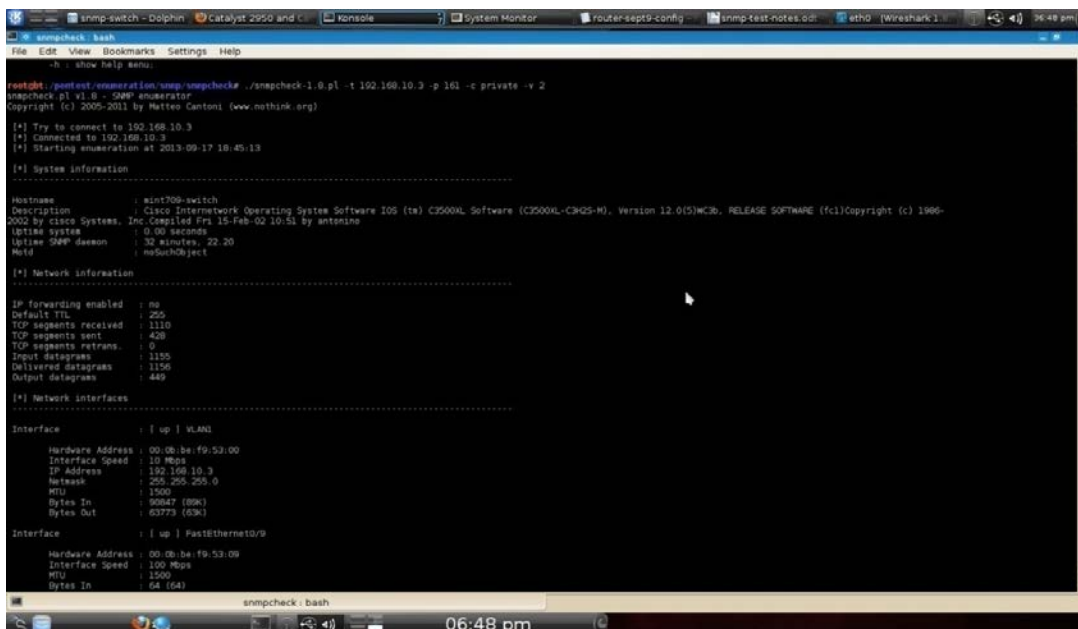 snmp-switch - Dolphin
Catalyst 2950 and C
Konsole
System Monitor
router-sept9-config
snmp-test-notes.odt
eth0 [Wireshark 1
snmpcheck : bash
File Edit View Bookmarks Settings Help
-h : show help menu;
root@bt:/pentest/enumeration/snmp/snmpcheck# ./snmpcheck-1.8.pl -t 192.168.10.3 -p 161 -c private -v 2
snmpcheck.pl v1.8 - SNMP enumerator
Copyright (c) 2005-2011 by Matteo Cantoni (www.nothink.org)
[*] Try to connect to 192.168.10.3
[*] Connected to 192.168.10.3
[*] Starting enumeration at 2013-09-17 18:45:13
[*] System information
Hostname : mint709-switch
Description : Cisco Internetwork Operating System Software IOS (tm) C3500XL Software (C3500XL-C3H2S-M), Version 12.0(5)WC3b, RELEASE SOFTWARE (fc1)Copyright (c) 1986-
2002 by cisco Systems, Inc.Compiled Fri 15-Feb-02 10:51 by antonino
Uptime system : 0.00 seconds
Uptime SNMP daemon : 32 minutes, 22.20
Motd : noSuchObject
[*] Network information
IP forwarding enabled : no
Default TTL : 255
TCP segments received : 1110
TCP segments sent : 428
TCP segments retrans. : 0
Input datagrams : 1155
Delivered datagrams : 1156
Output datagrams : 449
[*] Network interfaces
Interface : [ up ] VLAN1
Hardware Address : 00:0b:be:f9:53:00
Interface Speed : 10 Mbps
IP Address : 192.168.10.3
Netmask : 255.255.255.0
MTU : 1500
Bytes In : 90847 (89K)
Bytes Out : 63773 (63K)
Interface : [ up ] FastEthernet0/9
Hardware Address : 00:0b:be:f9:53:09
Interface Speed : 100 Mbps
MTU : 1500
Bytes In : 64 (64)
snmpcheck : bash
06:48 pm